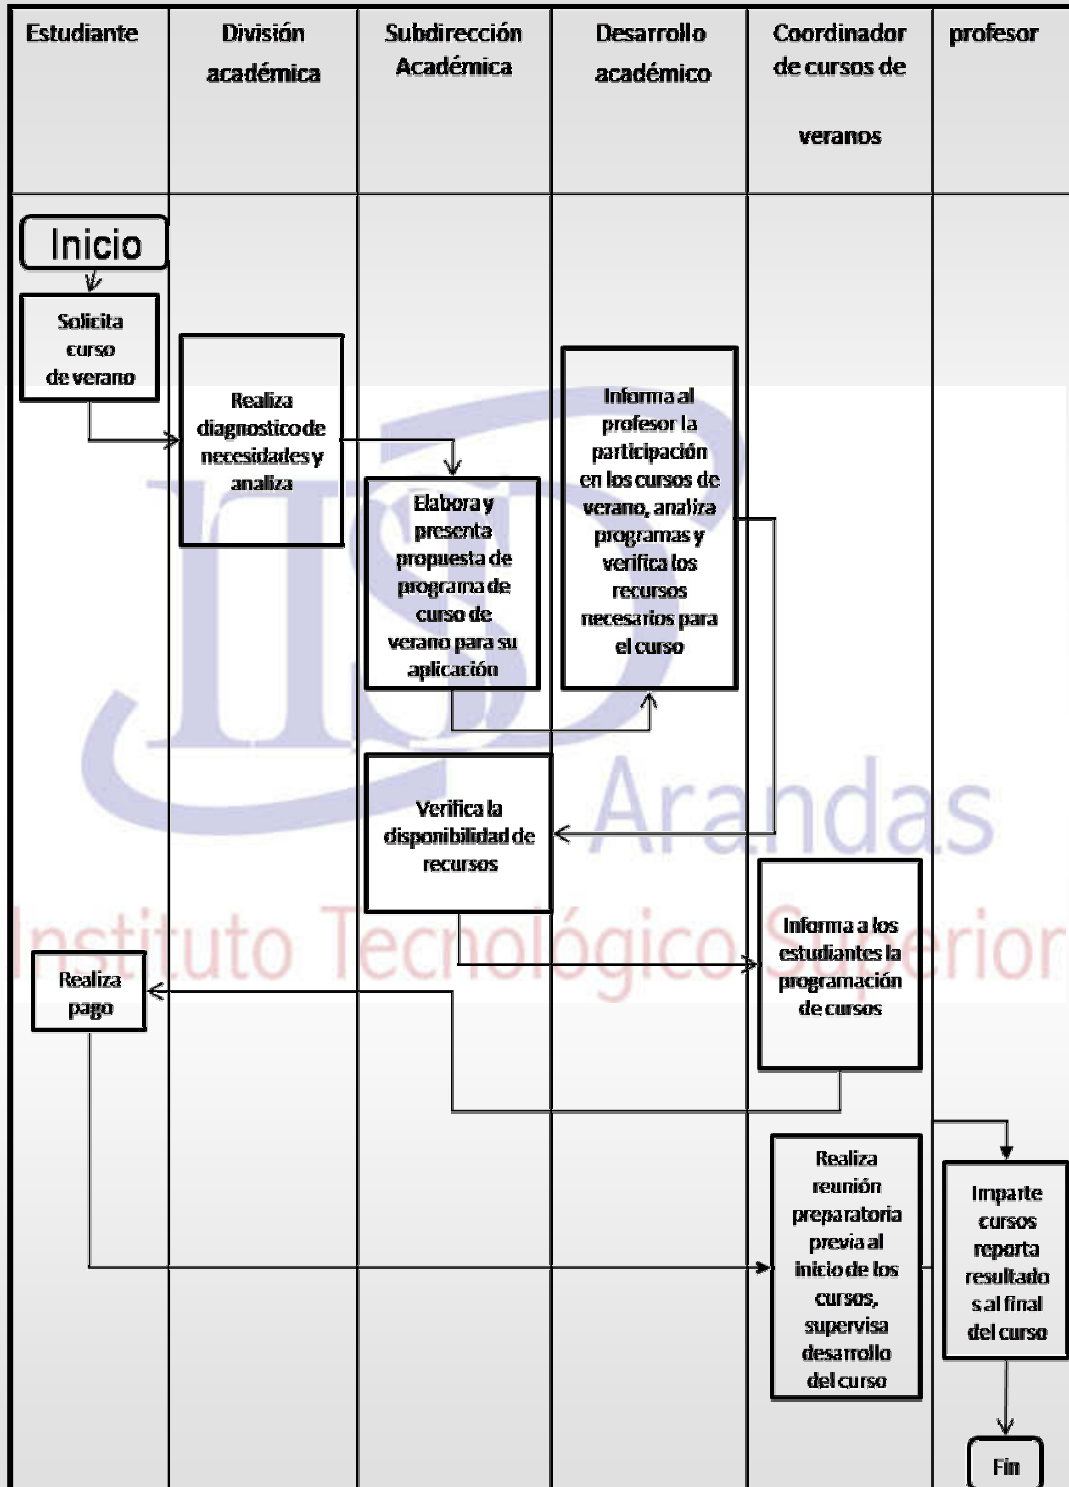 Estudiante
División
académica
Subdirección
Académica
Desarrollo
académico
Coordinador
de cursos de
veranos
profesor
Inicio
Solicita
curso
de verano
Realiza
diagnostico de
necesidades y
analiza
Elabora y
presenta
propuesta de
programa de
curso de
verano para su
aplicación
Informa al
profesor la
participación
en los cursos de
verano, analiza
programas y
verifica los
recursos
necesarios para
el curso
Verifica la
disponibilidad de
recursos
Arandas
Instituto Tecnológico Superior
Informa a los
estudiantes la
programación
de cursos
Realiza
pago
Realiza
reunión
preparatoria
previa al
inicio de los
cursos,
supervisa
desarrollo
del curso
Imparte
cursos
reporta
resultado
s al final
del curso
Fin